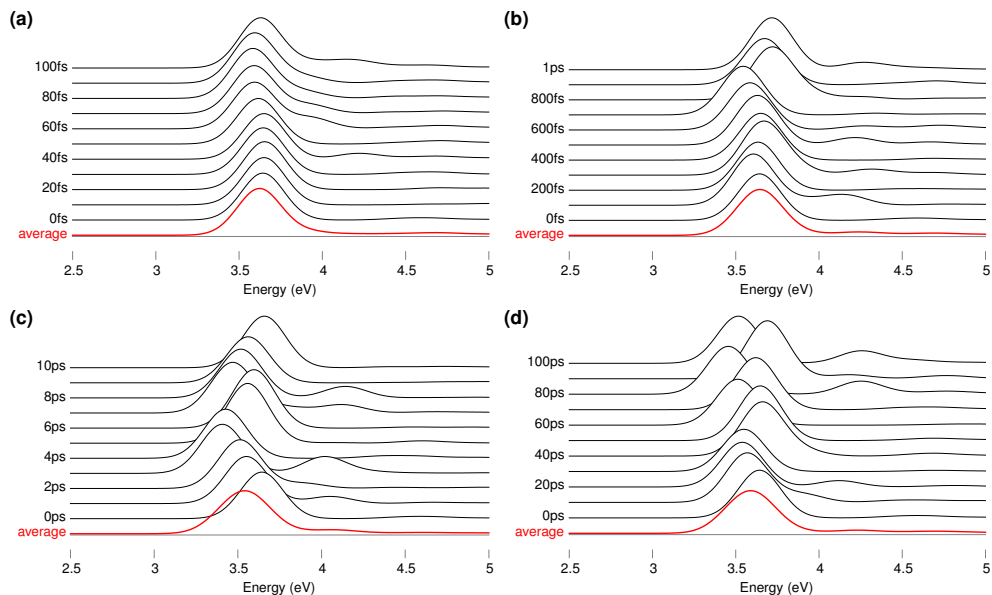 (a)
100fs
80fs
60fs
40fs
20fs
0fs
average
2.5 3 3.5 4 4.5 5
Energy (eV)
(b)
1ps
800fs
600fs
400fs
200fs
0fs
average
2.5 3 3.5 4 4.5 5
Energy (eV)
(c)
10ps
8ps
6ps
4ps
2ps
0ps
average
2.5 3 3.5 4 4.5 5
Energy (eV)
(d)
100ps
80ps
60ps
40ps
20ps
0ps
average
2.5 3 3.5 4 4.5 5
Energy (eV)